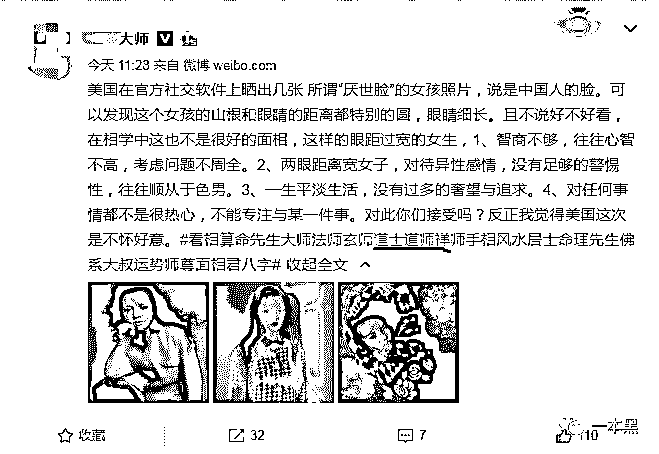 大师 V
今天 11:23 来自 微博 weibo.com
美国在官方社交软件上晒出几张 所谓“厌世脸”的女孩照片，说是中国人的脸。可
以发现这个女孩的山根和眼睛的距离都特别的圆，眼睛细长。且不说好不好看，
在相学中这也不是很好的面相，这样的眼距过宽的女生，1、智商不够，往往心智
不高，考虑问题不周全。2、两眼距离宽女子，对待异性感情，没有足够的警惕
性，往往顺从于色男。3、一生平淡生活，没有过多的奢望与追求。4、对任何事
情都不是很热心，不能专注与某一件事。对此你们接受吗？反正我觉得美国这次
是不怀好意。#看相算命先生大师法师玄师道士道师禅师手相风水居士命理先生佛
系大叔运势师尊面相君八字# 收起全文
收藏
32
7
710
一本黑